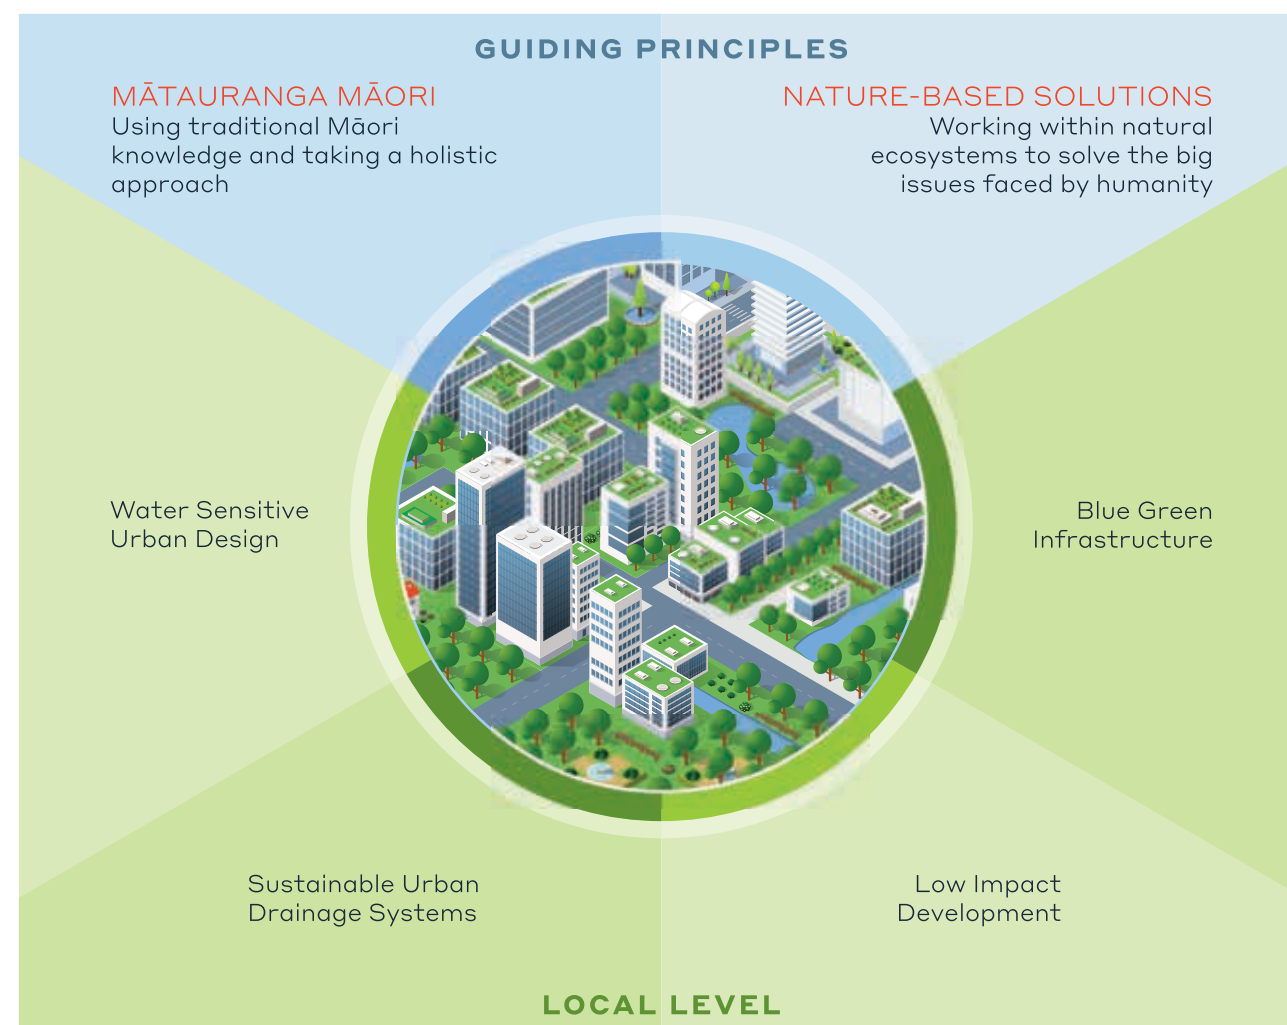 GUIDING PRINCIPLES
MĀTAURANGA MĀORI
Using traditional Māori
knowledge and taking a holistic
approach
NATURE-BASED SOLUTIONS
Working within natural
ecosystems to solve the big
issues faced by humanity
Water Sensitive
Urban Design
Blue Green
Infrastructure
Sustainable Urban
Drainage Systems
Low Impact
Development
LOCAL LEVEL